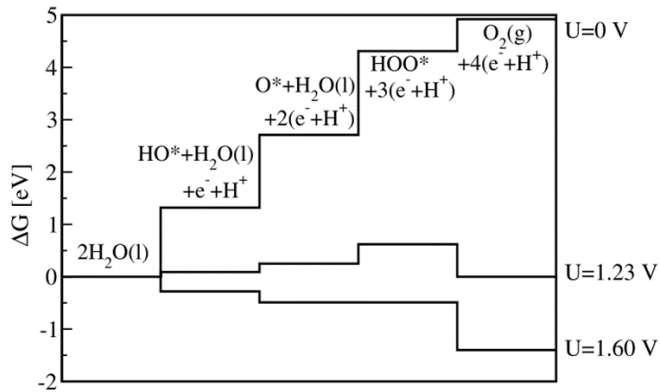 5
4
3
2
1
0
-1
-2
ΔG [eV]
2H₂O(l)
HO*+H₂O(l)
+e⁻+H⁺
O*+H₂O(l)
+2(e⁻+H⁺)
HOO*
+3(e⁻+H⁺)
O₂(g)
+4(e⁻+H⁺)
U=0 V
U=1.23 V
U=1.60 V